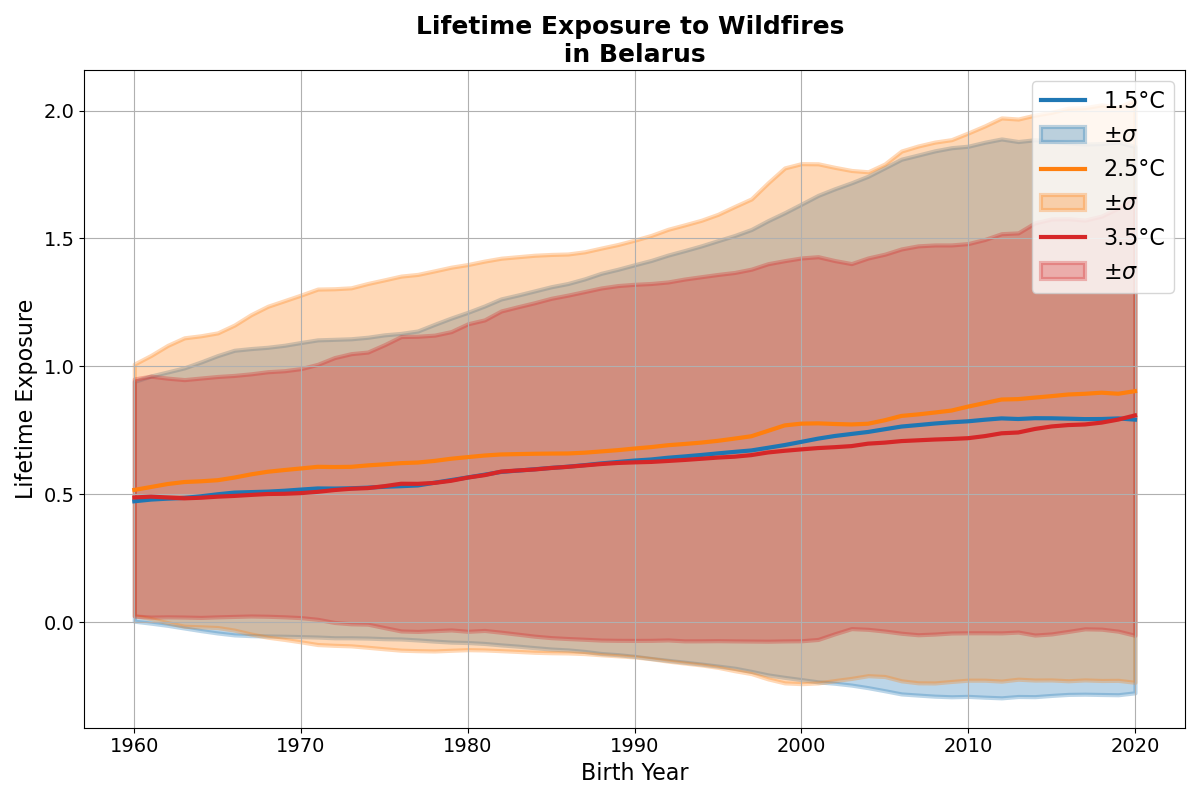 Lifetime Exposure to Wildfires
in Belarus
Lifetime Exposure
2.0
1.5
1.0
0.5
0.0
1.5°C
±σ
2.5°C
±σ
3.5°C
±σ
1960 1970 1980 1990 2000 2010 2020
Birth Year